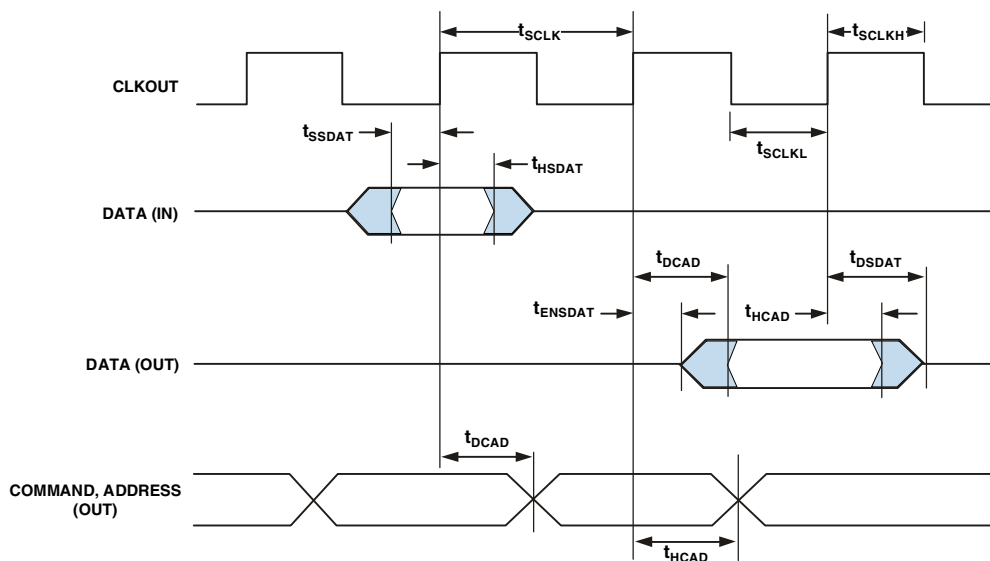 tSCLK
tSCLKH
CLKOUT
tSSDAT
tSCLKL
tHSDAT
DATA (IN)
tDCAD
tDSDAT
tENSDAT
tHCAD
DATA (OUT)
tDCAD
COMMAND, ADDRESS
(OUT)
tHCAD